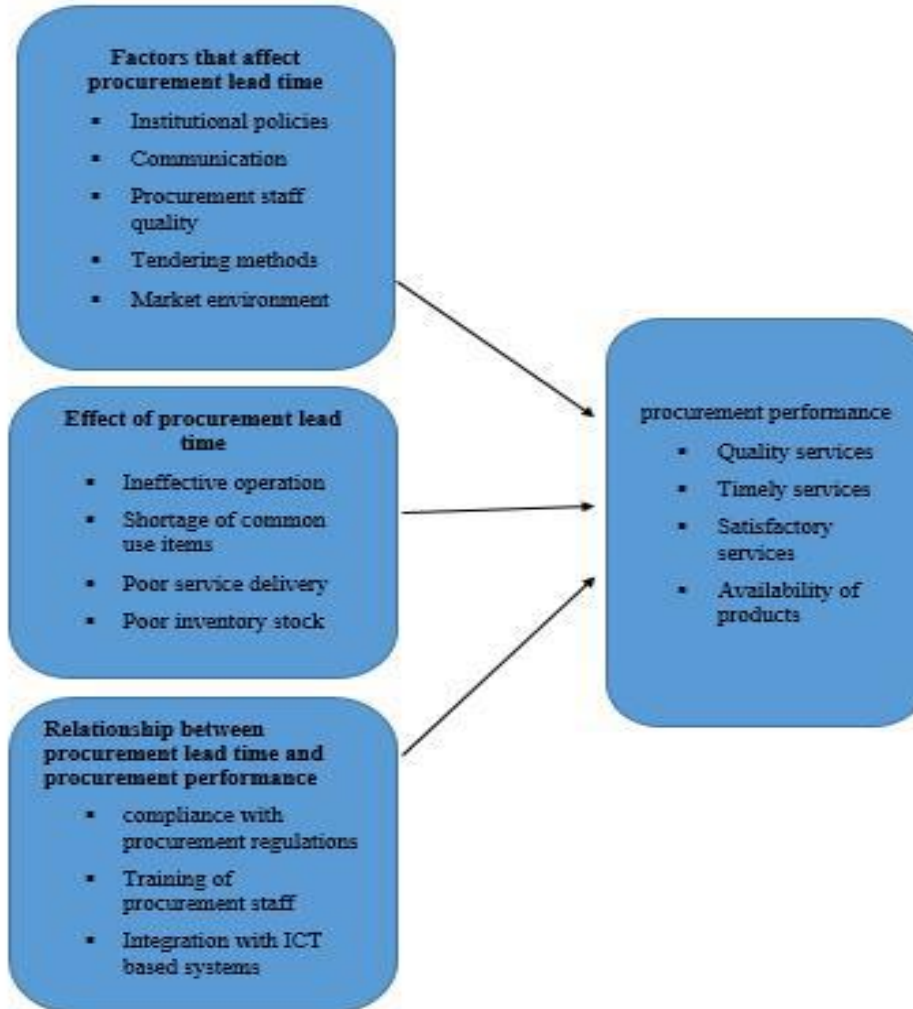 Factors that affect
procurement lead time
▪ Institutional policies
▪ Communication
▪ Procurement staff
quality
▪ Tendering methods
▪ Market environment
Effect of procurement lead
time
▪ Ineffective operation
▪ Shortage of common
use items
▪ Poor service delivery
▪ Poor inventory stock
Relationship between
procurement lead time and
procurement performance
▪ compliance with
procurement regulations
▪ Training of
procurement staff
▪ Integration with ICT
based systems
procurement performance
▪ Quality services
▪ Timely services
▪ Satisfactory
services
▪ Availability of
products